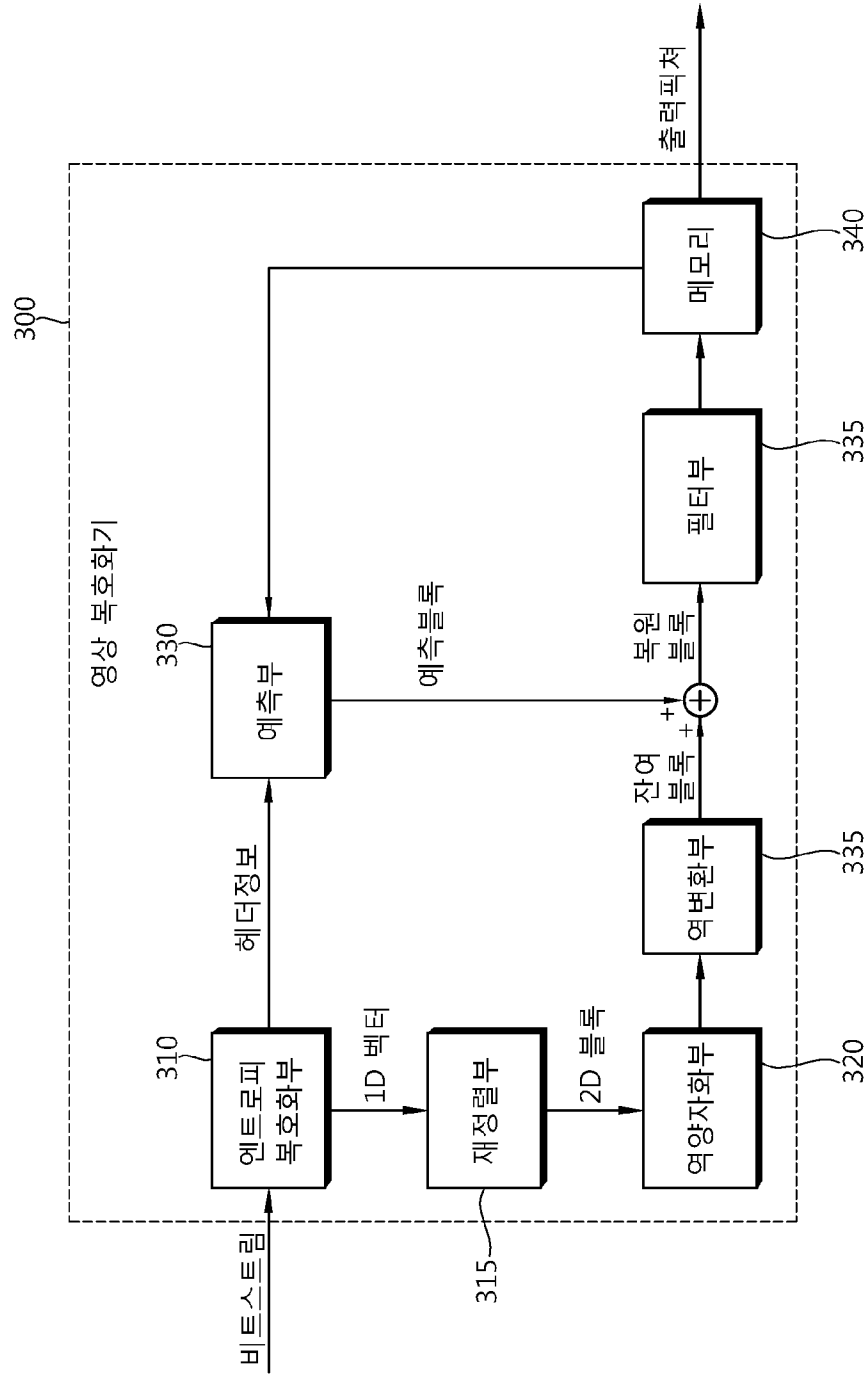 300
영상 복호화기
비트스트림
엔트로피
복호화부
310
헤더정보
예측부
330
1D 벡터
예측블록
재정렬부
315
2D 블록
역양자화부
320
역변환부
335
잔여
블록
+
+
복원
블록
필터부
335
메모리
340
출력픽쳐